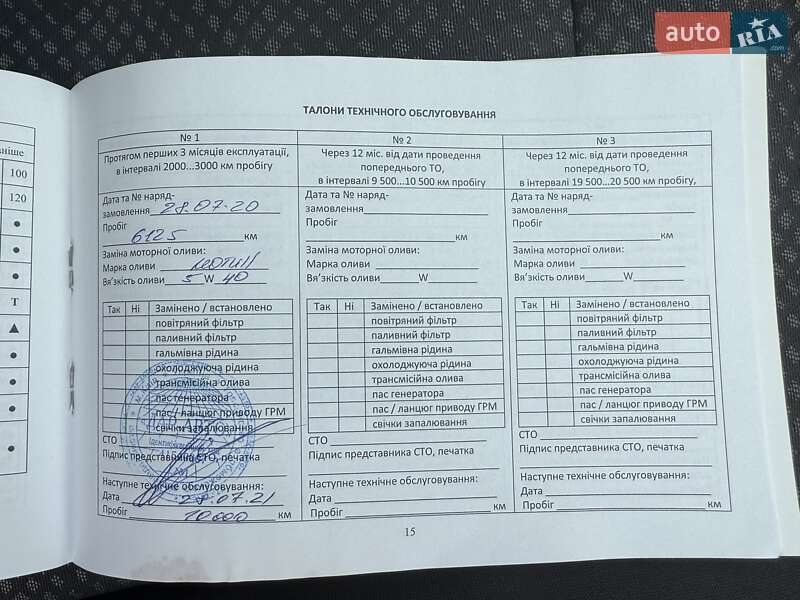 auto RIA
.com
ніше
100
120
Т
ТАЛОНИ ТЕХНІЧНОГО ОБСЛУГОВУВАННЯ
№ 1
Протягом перших 3 місяців експлуатації,
в інтервалі 2000...3000 км пробігу
Дата та № наряд-
замовлення 28.07.20
Пробіг
6125 км
Заміна моторної оливи:
Марка оливи
В'язкість оливи 5 W 40
Так Ні Замінено / встановлено
повітряний фільтр
паливний фільтр
гальмівна рідина
охолоджуюча рідина
трансмісійна олива
пас генератора
пас / ланцюг приводу ГРМ
свічки запалювання
СТО
Підпис представника СТО, печатка
Наступне технічне обслуговування:
Дата 28.07.21
Пробіг 10000 км
№ 2
Через 12 міс. від дати проведення
попереднього ТО,
в інтервалі 9 500...10 500 км пробігу
Дата та № наряд-
замовлення
Пробіг
км
Заміна моторної оливи:
Марка оливи
В'язкість оливи W
Так Ні Замінено / встановлено
повітряний фільтр
паливний фільтр
гальмівна рідина
охолоджуюча рідина
трансмісійна олива
пас генератора
пас / ланцюг приводу ГРМ
свічки запалювання
СТО
Підпис представника СТО, печатка
Наступне технічне обслуговування:
Дата
Пробіг км
№ 3
Через 12 міс. від дати проведення
попереднього ТО,
в інтервалі 19 500...20 500 км пробігу,
Дата та № наряд-
замовлення
Пробіг
км
Заміна моторної оливи:
Марка оливи
В'язкість оливи W
Так Ні Замінено / встановлено
повітряний фільтр
паливний фільтр
гальмівна рідина
охолоджуюча рідина
трансмісійна олива
пас генератора
пас / ланцюг приводу ГРМ
свічки запалювання
СТО
Підпис представника СТО, печатка
Наступне технічне обслуговування:
Дата
Пробіг км
15